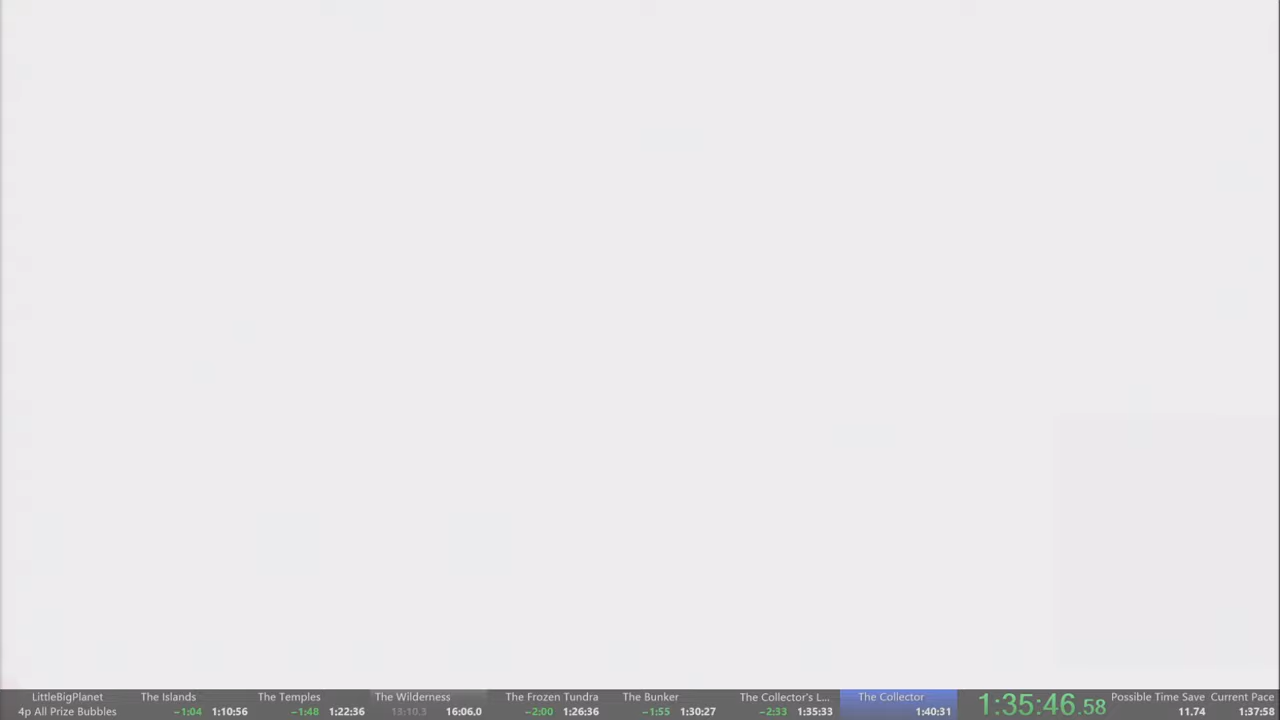 LittleBigPlanet The Islands The Temples The Wilderness The Frozen Tundra The Bunker The Collector's L... The Collector 1:35:46.58 Possible Time Save Current Pace
4p All Prize Bubbles −1:04 1:10:56 −1:48 1:22:36 13:10.3 16:06.0 −2:00 1:26:36 −1:55 1:30:27 −2:33 1:35:33 1:40:31 11.74 1:37:58